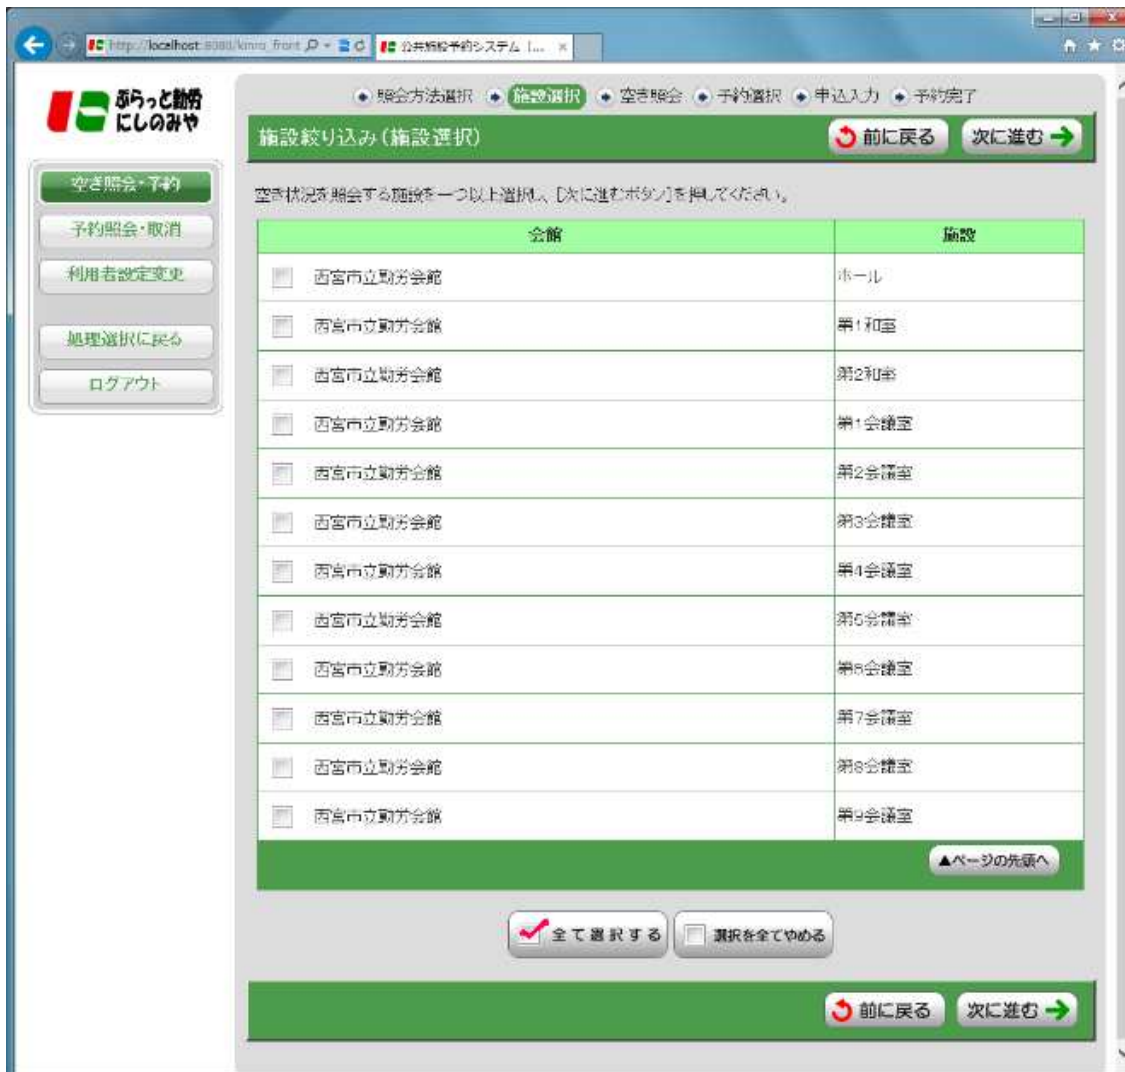 http://localhost:8080/kinro_front
公共施設予約システム [...
ぷらっと勤労
にしのみや
照会方法選択 施設選択 空き照会 予約選択 申込入力 予約完了
施設絞り込み(施設選択)
前に戻る 次に進む
空き照会・予約
予約照会・取消
利用者設定変更
処理選択に戻る
ログアウト
空き状況を照会する施設を一つ以上選択し、[次に進むボタン]を押してください。
会館 施設
西宮市立勤労会館 ホール
西宮市立勤労会館 第1和室
西宮市立勤労会館 第2和室
西宮市立勤労会館 第1会議室
西宮市立勤労会館 第2会議室
西宮市立勤労会館 第3会議室
西宮市立勤労会館 第4会議室
西宮市立勤労会館 第5会議室
西宮市立勤労会館 第6会議室
西宮市立勤労会館 第7会議室
西宮市立勤労会館 第8会議室
西宮市立勤労会館 第9会議室
▲ページの先頭へ
全て選択する 選択を全てやめる
前に戻る 次に進む